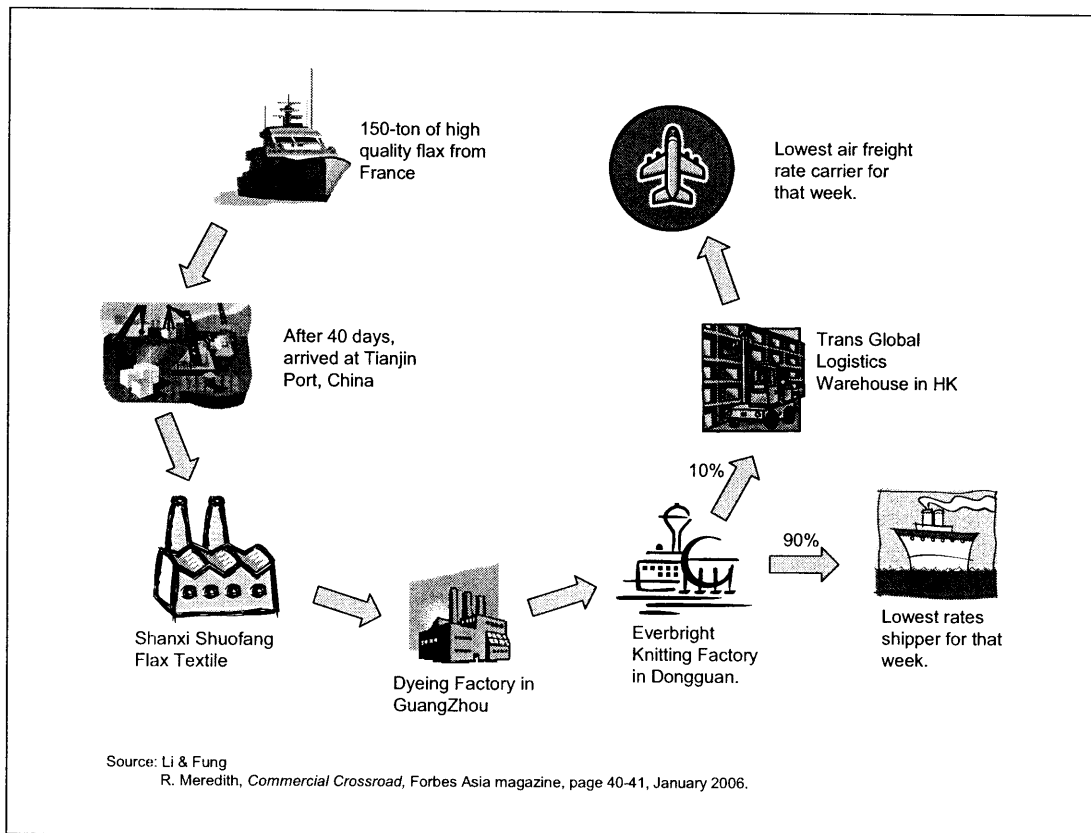 150-ton of high
quality flax from
France
After 40 days,
arrived at Tianjin
Port, China
Shanxi Shuofang
Flax Textile
Dyeing Factory in
GuangZhou
Everbright
Knitting Factory
in Dongguan.
10%
90%
Trans Global
Logistics
Warehouse in HK
Lowest air freight
rate carrier for
that week.
Lowest rates
shipper for that
week.
Source: Li & Fung
R. Meredith, Commercial Crossroad, Forbes Asia magazine, page 40-41, January 2006.